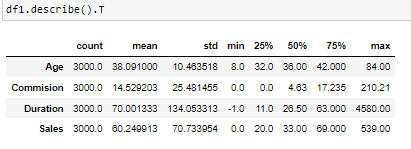 df1.describe().T
count mean std min 25% 50% 75% max
Age 3000.0 38.091000 10.463518 8.0 32.0 36.00 42.000 84.00
Commision 3000.0 14.529203 25.481455 0.0 0.0 4.63 17.235 210.21
Duration 3000.0 70.001333 134.053313 -1.0 11.0 26.50 63.000 4580.00
Sales 3000.0 60.249913 70.733954 0.0 20.0 33.00 69.000 539.00